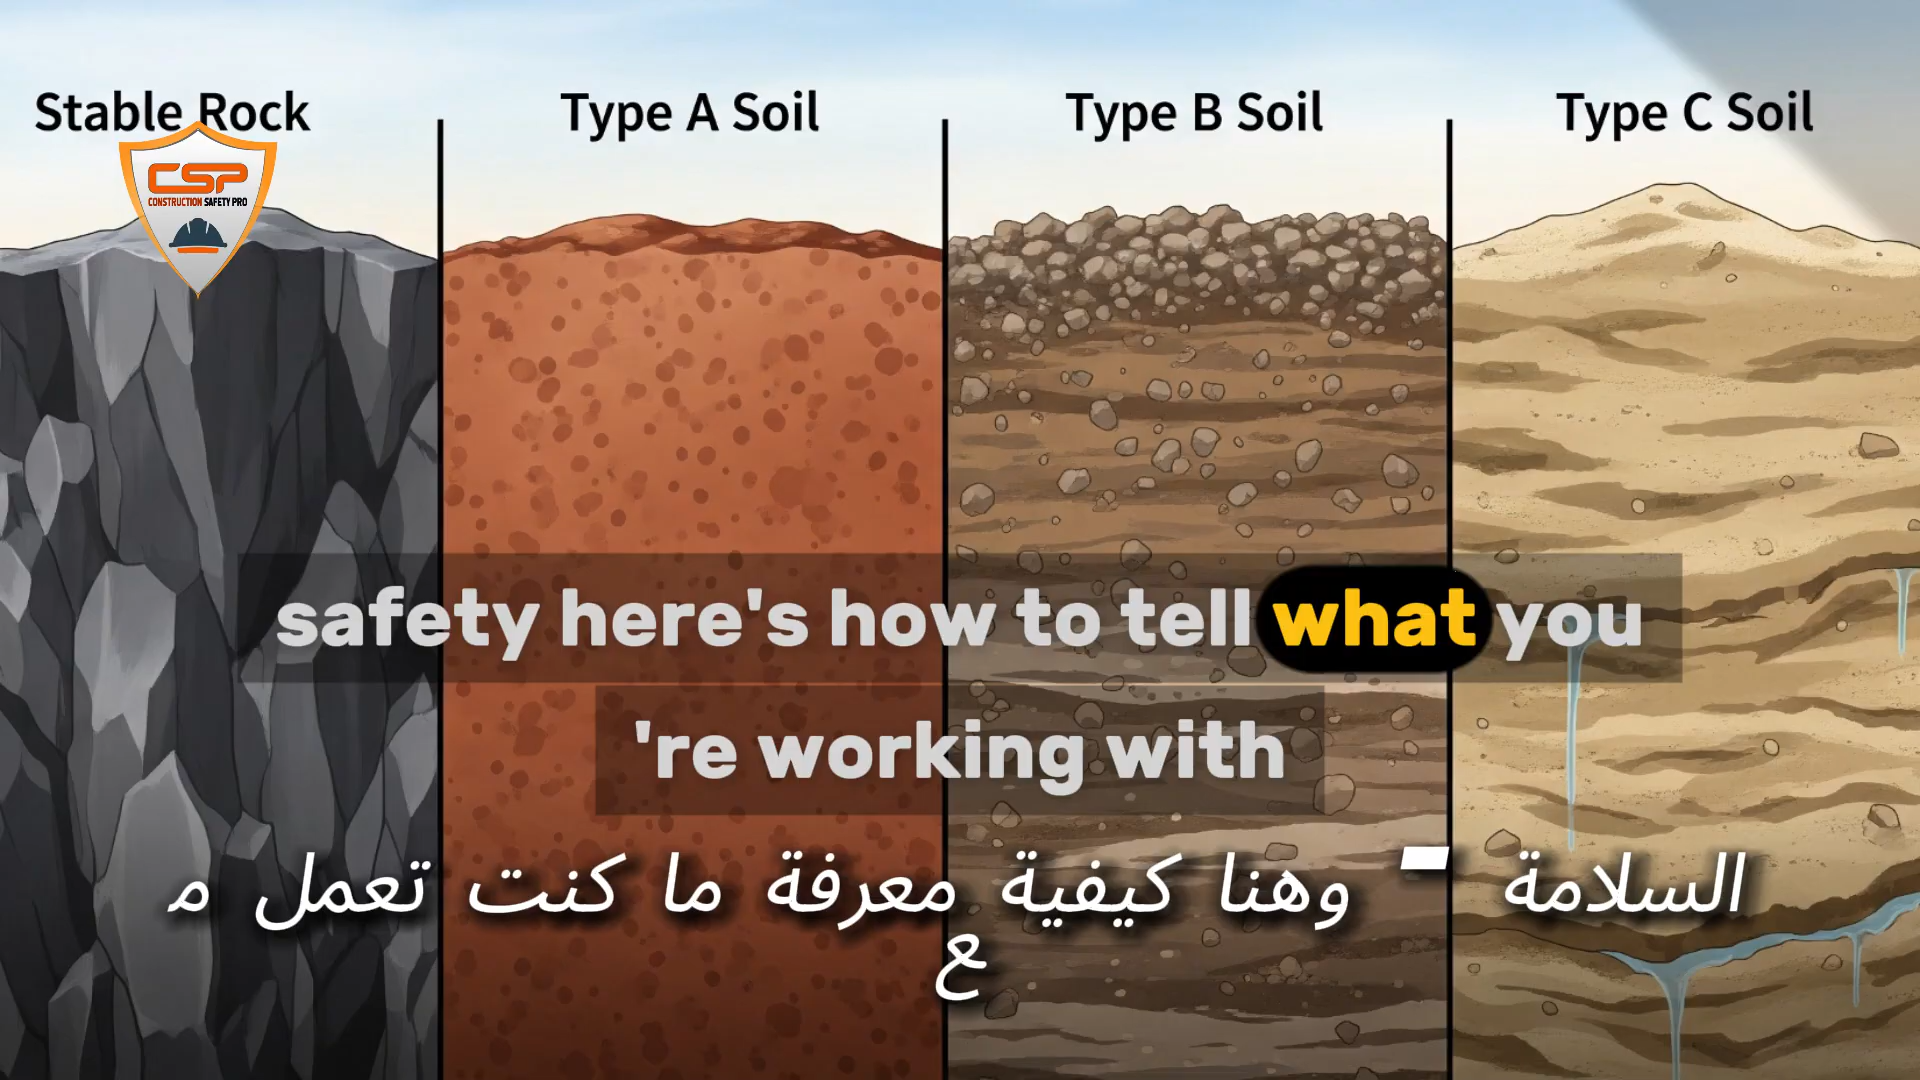 Stable Rock
Type A Soil
Type B Soil
Type C Soil
CSP
CONSTRUCTION SAFETY PRO
safety here's how to tell what you
're working with
السلامة - وهنا كيفية معرفة ما كنت تعمل م
ع